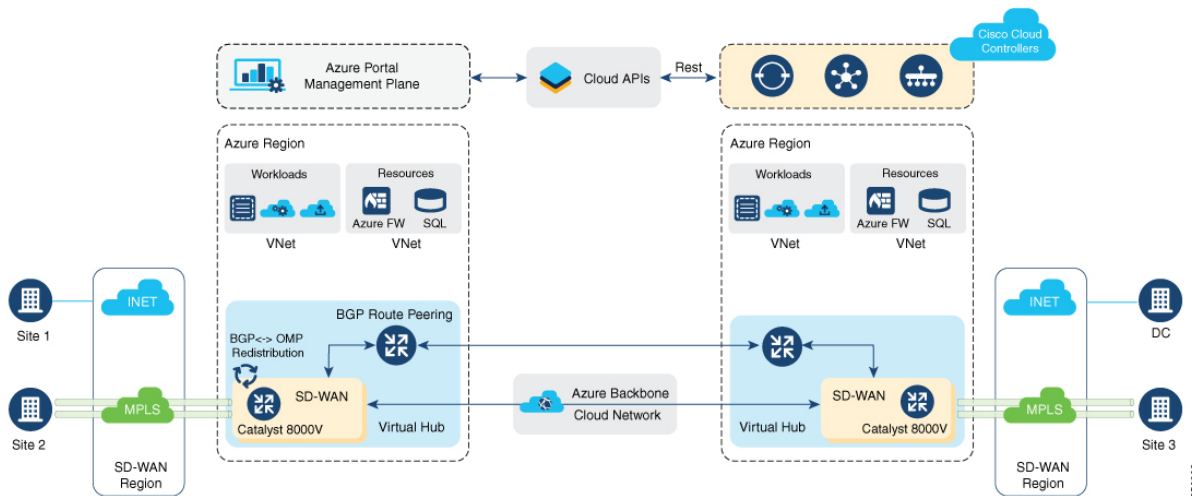 Cisco Cloud
Controllers
Azure Portal
Management Plane
Cloud APIs
Rest
Azure Region
Workloads
Resources
Azure FW
SQL
VNet
VNet
Azure Region
Workloads
Resources
Azure FW
SQL
VNet
VNet
INET
Site 1
MPLS
Site 2
SD-WAN
Region
BGP Route Peering
BGP<-> OMP
Redistribution
SD-WAN
Catalyst 8000V
Virtual Hub
Azure Backbone
Cloud Network
SD-WAN
Catalyst 8000V
Virtual Hub
INET
DC
MPLS
Site 3
SD-WAN
Region